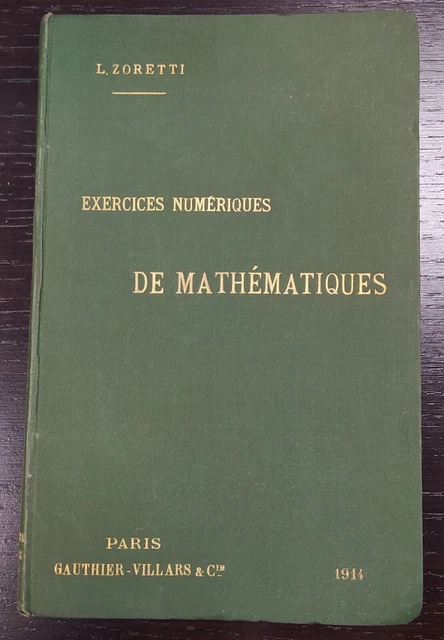 L. ZORETTI
EXERCICES NUMÉRIQUES
DE MATHÉMATIQUES
PARIS
GAUTHIER-VILLARS & Cie
1914